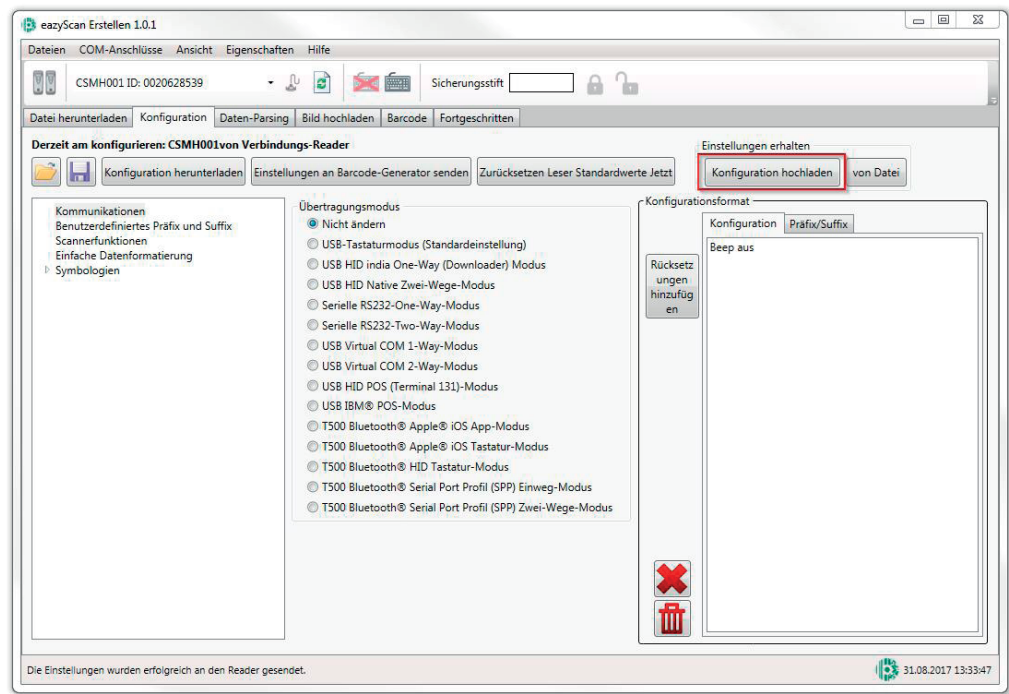 eazyScan Erstellen 1.0.1
Dateien COM-Anschlüsse Ansicht Eigenschaften Hilfe
CSMH001 ID: 0020628539 Sicherungsstift
Datei herunterladen Konfiguration Daten-Parsing Bild hochladen Barcode Fortgeschritten
Derzeit am konfigurieren: CSMH001von Verbindungs-Reader
Einstellungen erhalten
Konfiguration herunterladen Einstellungen an Barcode-Generator senden Zurücksetzen Leser Standardwerte Jetzt Konfiguration hochladen von Datei
Kommunikationen
Benutzerdefiniertes Präfix und Suffix
Scannerfunktionen
Einfache Datenformatierung
Symbologien
Übertragungsmodus
Nicht ändern
USB-Tastaturmodus (Standardeinstellung)
USB HID india One-Way (Downloader) Modus
USB HID Native Zwei-Wege-Modus
Serielle RS232-One-Way-Modus
Serielle RS232-Two-Way-Modus
USB Virtual COM 1-Way-Modus
USB Virtual COM 2-Way-Modus
USB HID POS (Terminal 131)-Modus
USB IBM® POS-Modus
T500 Bluetooth® Apple® iOS App-Modus
T500 Bluetooth® Apple® iOS Tastatur-Modus
T500 Bluetooth® HID Tastatur-Modus
T500 Bluetooth® Serial Port Profil (SPP) Einweg-Modus
T500 Bluetooth® Serial Port Profil (SPP) Zwei-Wege-Modus
Konfigurationsformat
Konfiguration Präfix/Suffix
Beep aus
Rücksetz
ungen
hinzufüg
en
Die Einstellungen wurden erfolgreich an den Reader gesendet.
31.08.2017 13:33:47